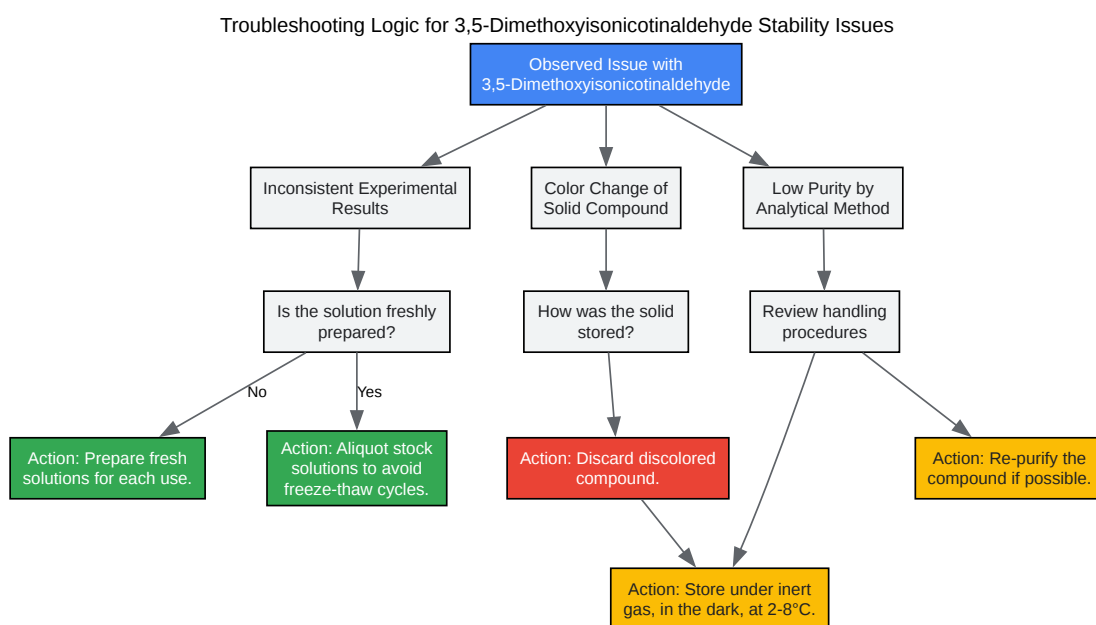 Troubleshooting Logic for 3,5-Dimethoxyisonicotinaldehyde Stability Issues
Observed Issue with
3,5-Dimethoxyisonicotinaldehyde
Inconsistent Experimental
Results
Color Change of
Solid Compound
Low Purity by
Analytical Method
Is the solution freshly
prepared?
How was the solid
stored?
Review handling
procedures
No
Yes
Action: Prepare fresh
solutions for each use.
Action: Aliquot stock
solutions to avoid
freeze-thaw cycles.
Action: Discard discolored
compound.
Action: Re-purify the
compound if possible.
Action: Store under inert
gas, in the dark, at 2-8°C.